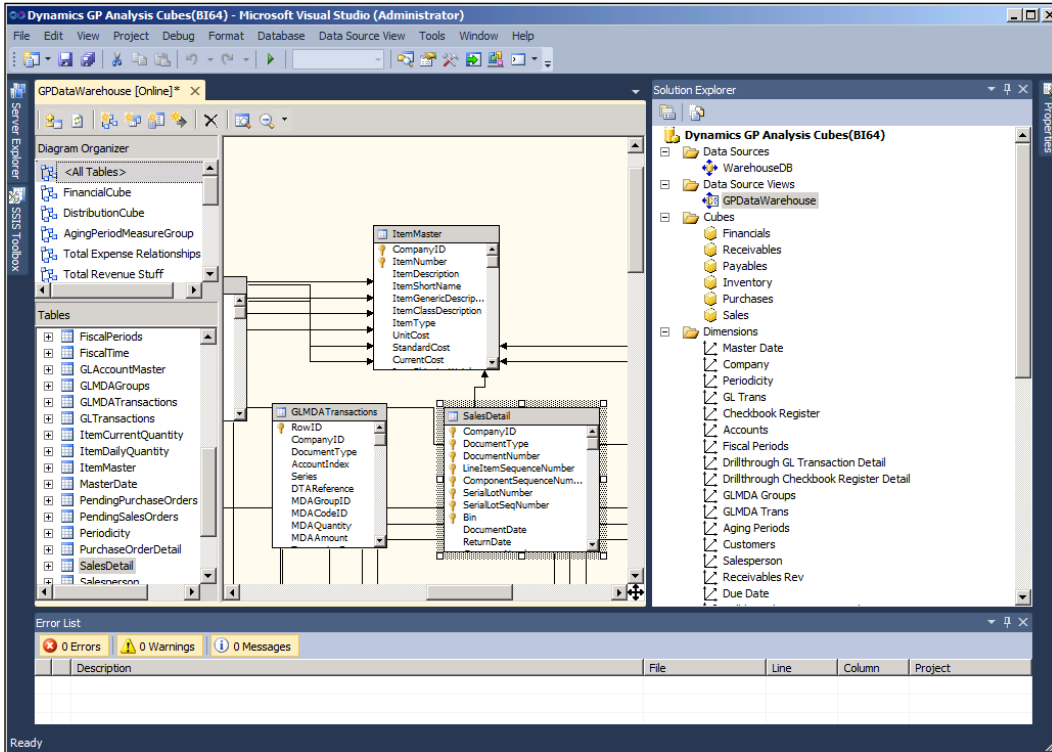 Dynamics GP Analysis Cubes(BI64) - Microsoft Visual Studio (Administrator)
File Edit View Project Debug Format Database Data Source View Tools Window Help
Server Explorer
SSIS Toolbox
GPDataWarehouse [Online]*
Diagram Organizer
<All Tables>
FinancialCube
DistributionCube
AgingPeriodMeasureGroup
Total Expense Relationships
Total Revenue Stuff
Tables
FiscalPeriods
FiscalTime
GLAccountMaster
GLMDAGroups
GLMDATransactions
GLTransactions
ItemCurrentQuantity
ItemDailyQuantity
ItemMaster
MasterDate
PendingPurchaseOrders
PendingSalesOrders
Periodicity
PurchaseOrderDetail
SalesDetail
Salesperson
ItemMaster
CompanyID
ItemNumber
ItemDescription
ItemShortName
ItemGenericDescrip...
ItemClassDescription
ItemType
UnitCost
StandardCost
CurrentCost
GLMDATransactions
RowID
CompanyID
DocumentType
AccountIndex
Series
DTAReference
MDAGroupID
MDACodeID
MDAQuantity
MDAAmount
SalesDetail
CompanyID
DocumentType
DocumentNumber
LineItemSequenceNumber
ComponentSequenceNum...
SerialLotNumber
SerialLotSeqNumber
Bin
DocumentDate
ReturnDate
Solution Explorer
Dynamics GP Analysis Cubes(BI64)
Data Sources
WarehouseDB
Data Source Views
GPDataWarehouse
Cubes
Financials
Receivables
Payables
Inventory
Purchases
Sales
Dimensions
Master Date
Company
Periodicity
GL Trans
Checkbook Register
Accounts
Fiscal Periods
Drillthrough GL Transaction Detail
Drillthrough Checkbook Register Detail
GLMDA Groups
GLMDA Trans
Aging Periods
Customers
Salesperson
Receivables Rev
Due Date
Properties
Error List
0 Errors 0 Warnings 0 Messages
Description File Line Column Project
Ready